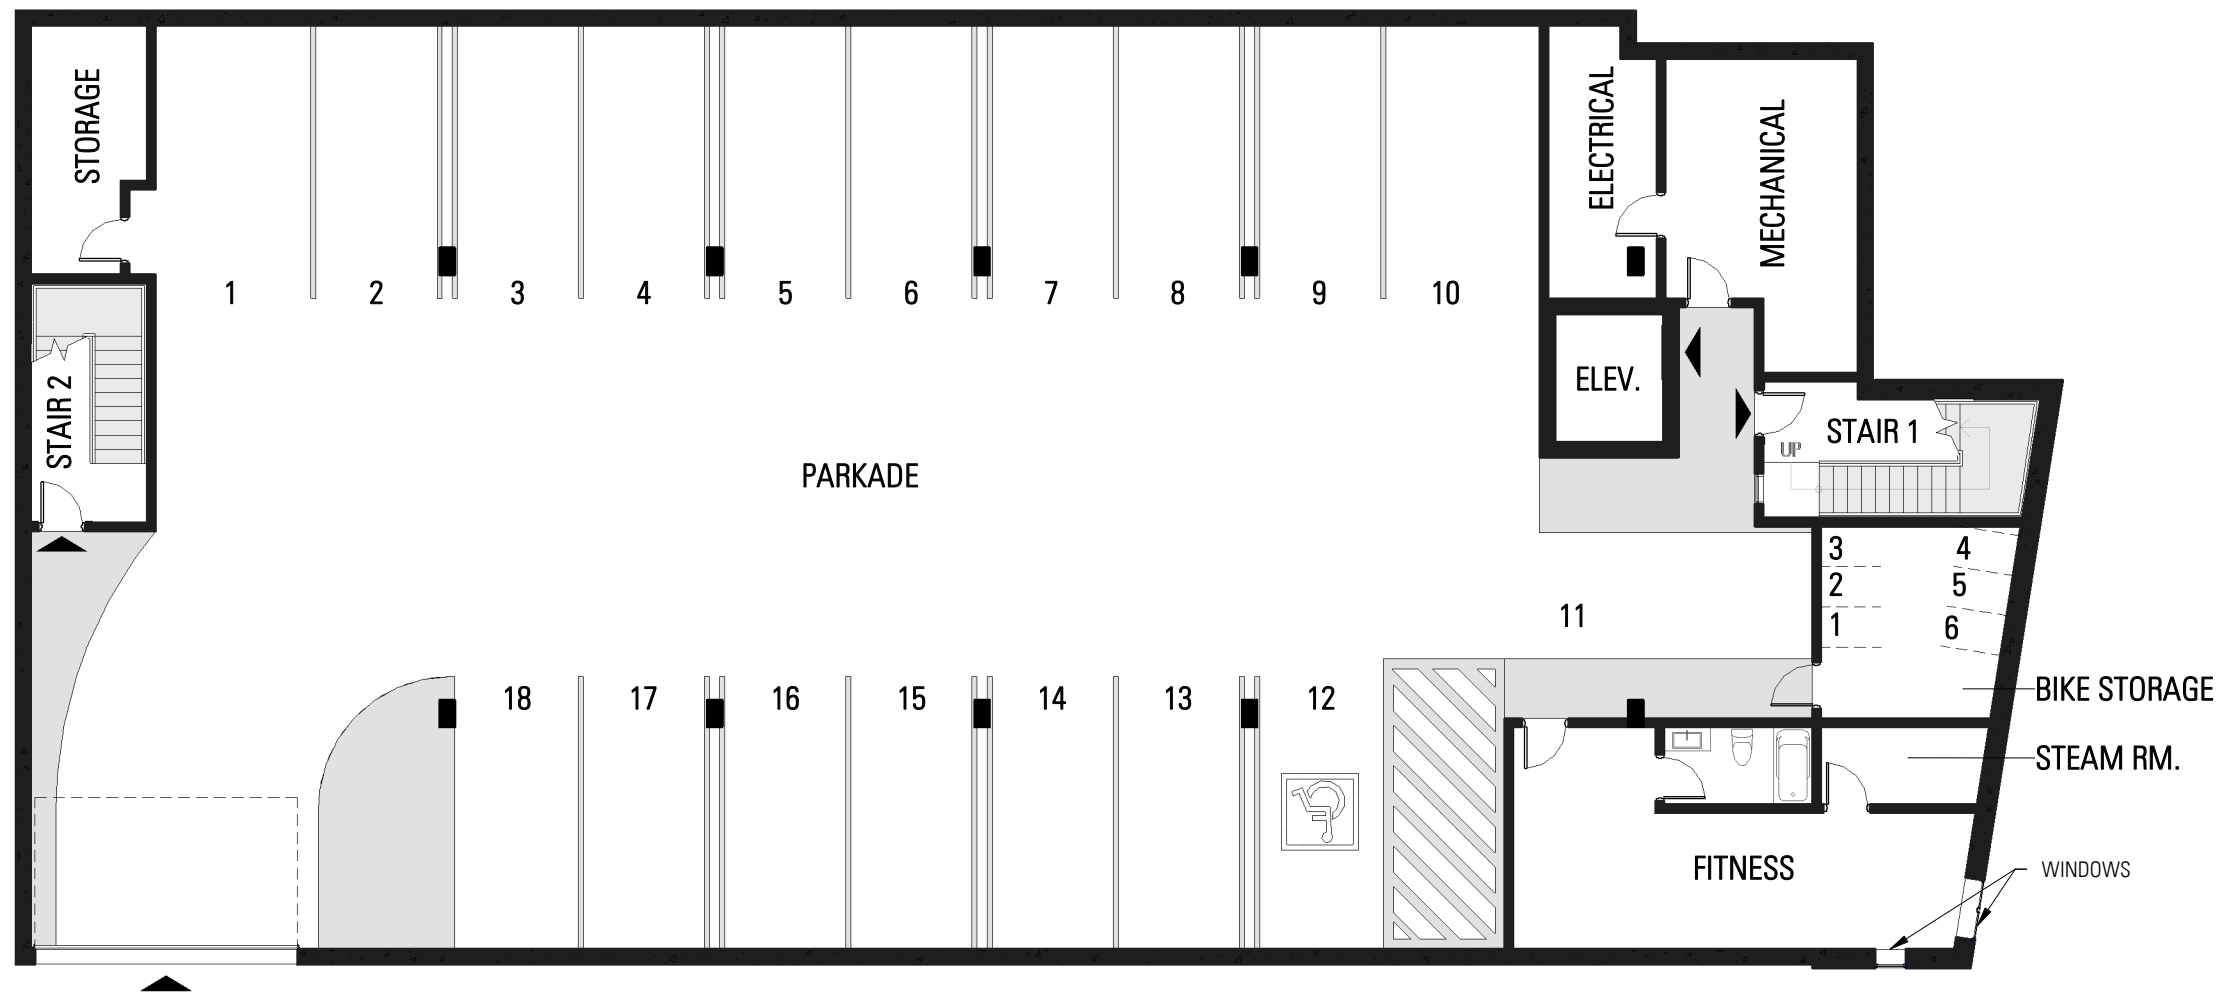 STORAGE
ELECTRICAL
MECHANICAL
1 2 3 4 5 6 7 8 9 10
ELEV.
STAIR 2
STAIR 1
UP
PARKADE
3 4
2 5
1 6
11
BIKE STORAGE
18 17 16 15 14 13 12
STEAM RM.
FITNESS
WINDOWS